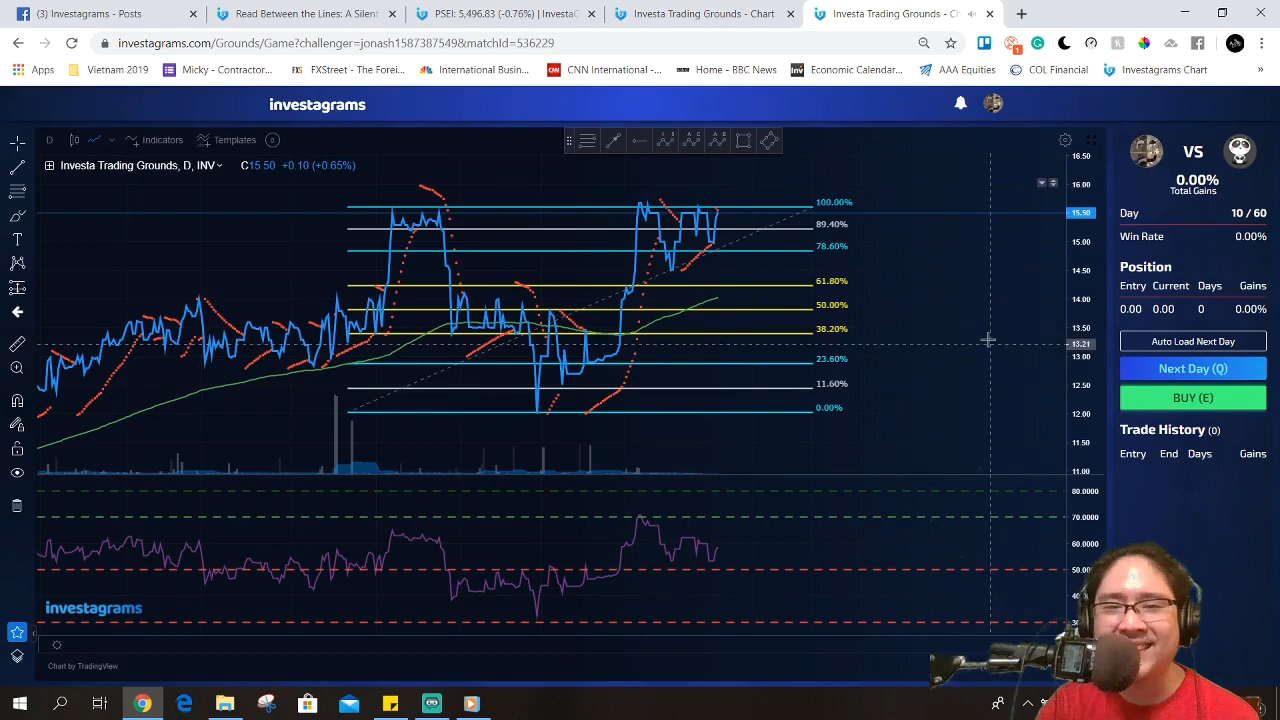 (3) Investagrams - Posts
React Between the Lines: A Silent
PSEI: 5,496.83 (-0.76%) | InvestaG
Investa Trading Grounds - Chart
Investa Trading Grounds - Ch
investagrams.com/Grounds/Game?challenger=jonash1587387549&matchId=536229
Apps
Vietnam 2019
Micky - Contractor...
FXStreet - The Forei...
International Busin...
CNN International -...
Home - BBC News
Economic Calendar...
AAA Equities
COL Financial
Investagrams Chart
investagrams
D
Indicators
Templates
Investa Trading Grounds, D, INV
C15.50 +0.10 (+0.65%)
100.00%
89.40%
78.60%
61.80%
50.00%
38.20%
23.60%
11.60%
0.00%
16.50
16.00
15.50
15.00
14.50
14.00
13.50
13.21
13.00
12.50
12.00
11.50
11.00
80.0000
70.0000
60.0000
investagrams
Chart by TradingView
VS
0.00%
Total Gains
Day 10 / 60
Win Rate 0.00%
Position
Entry Current Days Gains
0.00 0.00 0 0.00%
Auto Load Next Day
Next Day (Q)
BUY (E)
Trade History (0)
Entry End Days Gains